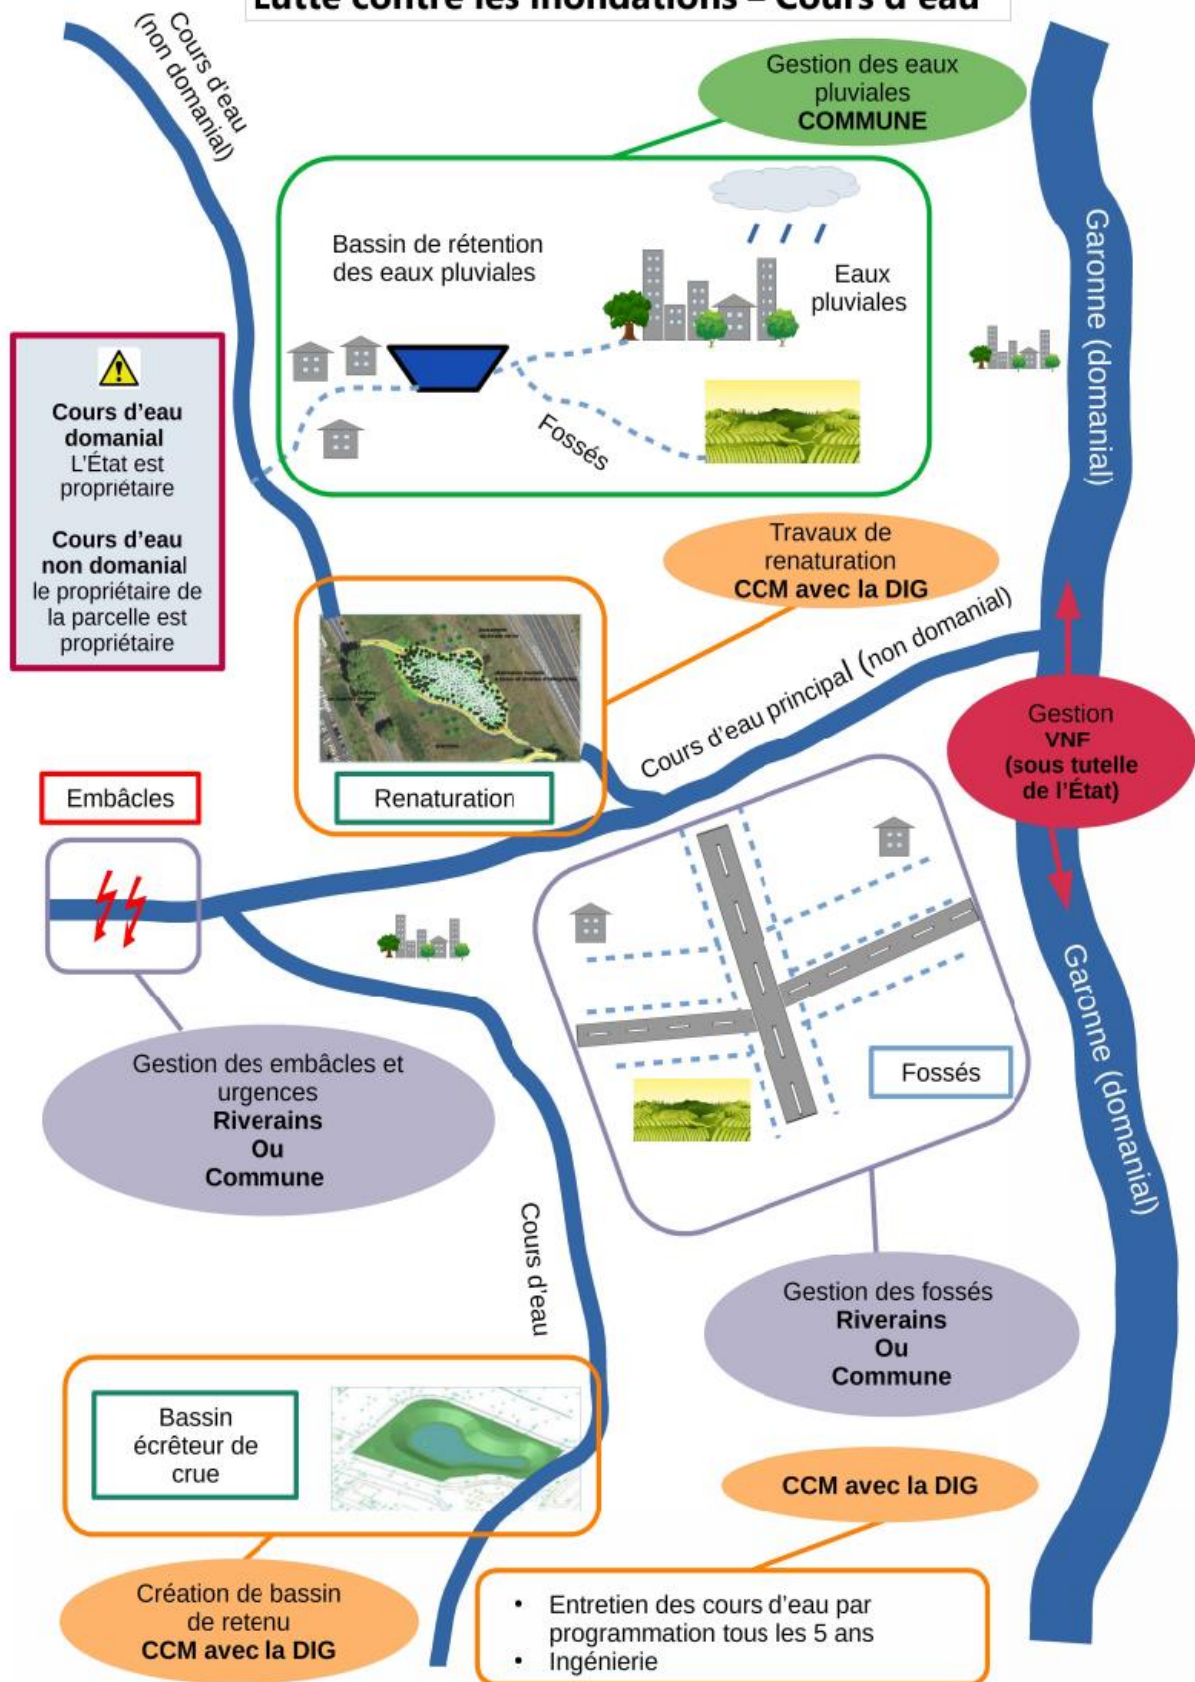 Lutte contre les inondations – Cours d'eau
Cours d'eau
(non domanial)
Gestion des eaux
pluviales
COMMUNE
Bassin de rétention
des eaux pluviales
Eaux
pluviales
Fossés
Garonne (domanial)
Cours d'eau
domanial
L'État est
propriétaire
Cours d'eau
non domanial
le propriétaire de
la parcelle est
propriétaire
Travaux de
renaturation
CCM avec la DIG
Cours d'eau principal (non domanial)
Renaturation
Gestion
VNF
(sous tutelle
de l'État)
Embâcles
Fossés
Gestion des embâcles et
urgences
Riverains
Ou
Commune
Garonne (domanial)
Cours d'eau
Gestion des fossés
Riverains
Ou
Commune
Bassin
écrêteur de
crue
CCM avec la DIG
Création de bassin
de retenu
CCM avec la DIG
• Entretien des cours d'eau par
programmation tous les 5 ans
• Ingénierie